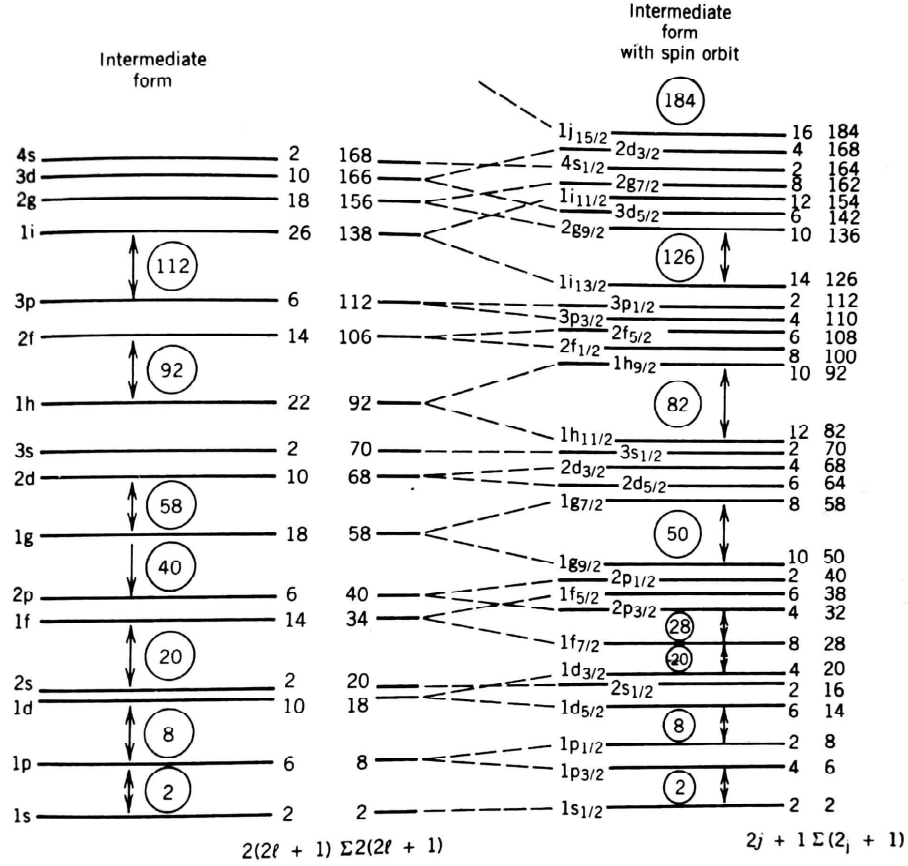 Intermediate
form
4s 2 168
3d 10 166
2g 18 156
1i 26 138
112
3p 6 112
2f 14 106
92
1h 22 92
3s 2 70
2d 10 68
58
1g 18 58
40
2p 6 40
1f 14 34
20
2s 2 20
1d 10 18
8
1p 6 8
2
1s 2 2
2(2ℓ + 1) Σ2(2ℓ + 1)
Intermediate
form
with spin orbit
184
1j15/2 16 184
2d3/2 4 168
4s1/2 2 164
2g7/2 8 162
1i11/2 12 154
3d5/2 6 142
2g9/2 10 136
126
1i13/2 14 126
3p1/2 2 112
3p3/2 4 110
2f5/2 6 108
2f1/2 8 100
1h9/2 10 92
82
1h11/2 12 82
3s1/2 2 70
2d3/2 4 68
2d5/2 6 64
1g7/2 8 58
50
1g9/2 10 50
2p1/2 2 40
1f5/2 6 38
2p3/2 4 32
28
1f7/2 8 28
20
1d3/2 4 20
2s1/2 2 16
1d5/2 6 14
8
1p1/2 2 8
1p3/2 4 6
2
1s1/2 2 2
2j + 1 Σ(2j + 1)